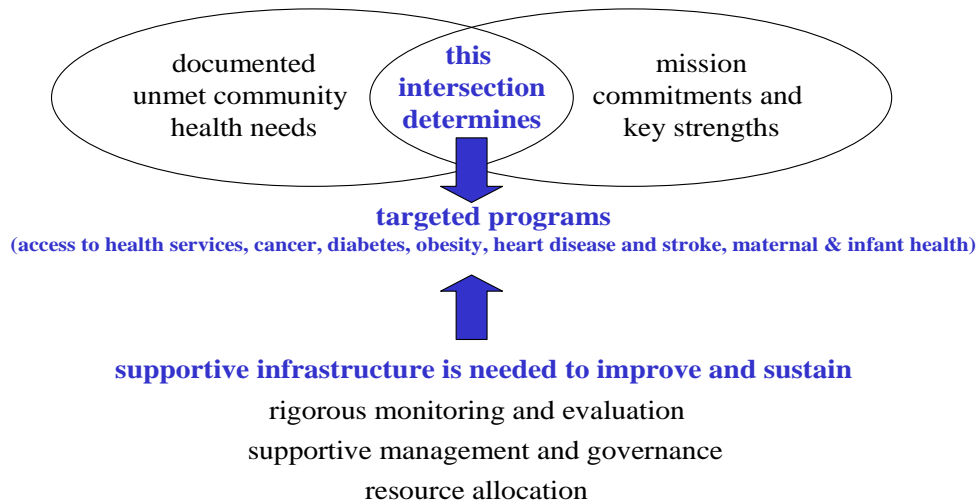 documented
unmet community
health needs
this
intersection
determines
mission
commitments and
key strengths
targeted programs
(access to health services, cancer, diabetes, obesity, heart disease and stroke, maternal & infant health)
supportive infrastructure is needed to improve and sustain
rigorous monitoring and evaluation
supportive management and governance
resource allocation